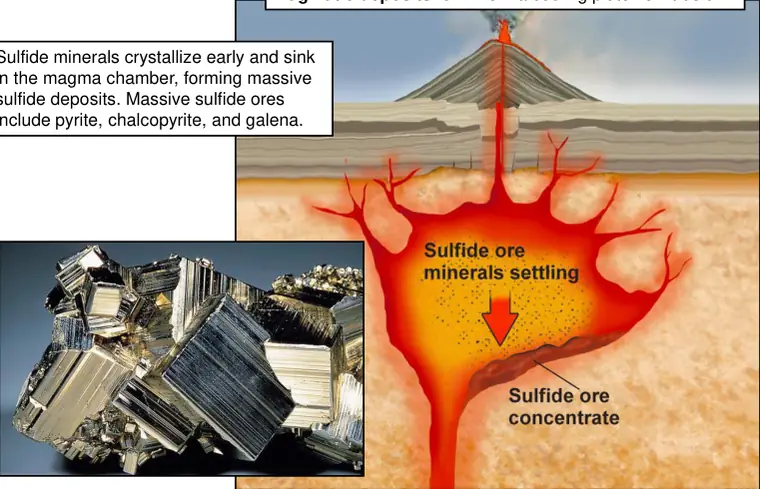 Sulfide minerals crystallize early and sink
in the magma chamber, forming massive
sulfide deposits. Massive sulfide ores
include pyrite, chalcopyrite, and galena.
Sulfide ore
minerals settling
Sulfide ore
concentrate